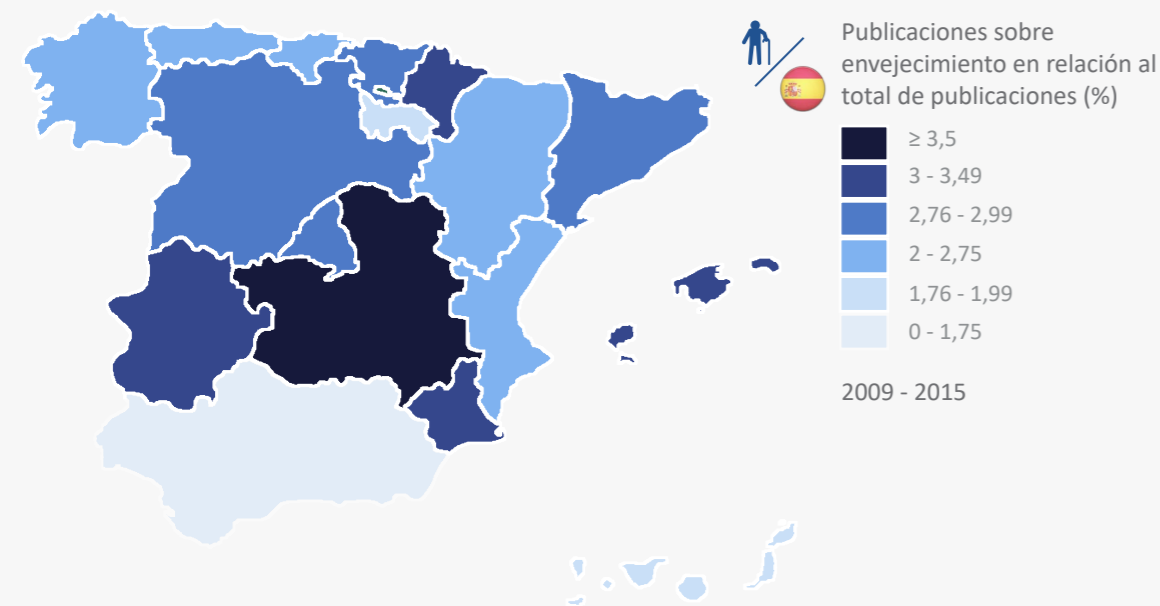 Publicaciones sobre
envejecimiento en relación al
total de publicaciones (%)
≥ 3,5
3 - 3,49
2,76 - 2,99
2 - 2,75
1,76 - 1,99
0 - 1,75
2009 - 2015